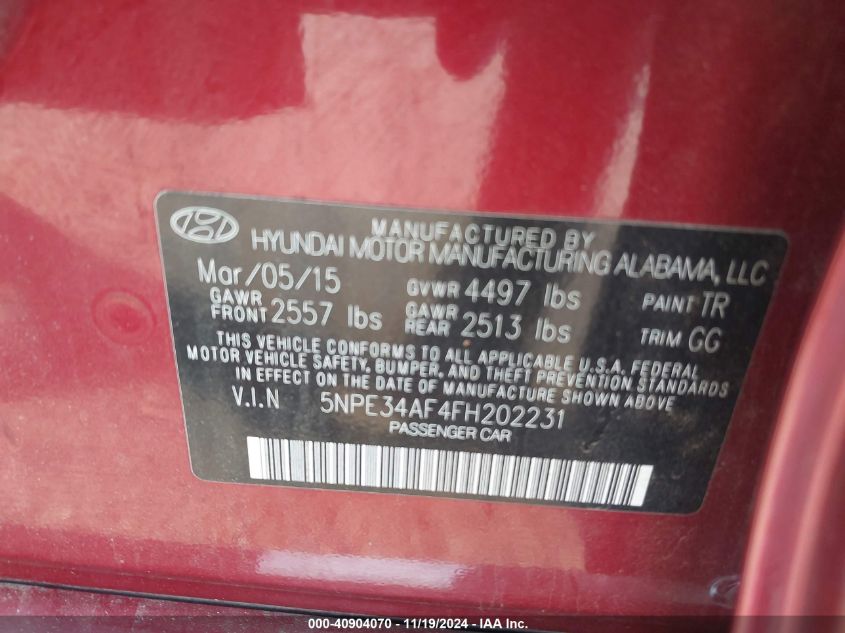 MANUFACTURED BY
HYUNDAI MOTOR MANUFACTURING ALABAMA, LLC
Mar/05/15 GVWR 4497 lbs PAINT TR
GAWR FRONT 2557 lbs GAWR REAR 2513 lbs TRIM GG
THIS VEHICLE CONFORMS TO ALL APPLICABLE U.S.A. FEDERAL
MOTOR VEHICLE SAFETY, BUMPER, AND THEFT PREVENTION STANDARDS
IN EFFECT ON THE DATE OF MANUFACTURE SHOWN ABOVE
V.I.N 5NPE34AF4FH202231
PASSENGER CAR
000-40904070 — 11/19/2024 — IAA Inc.